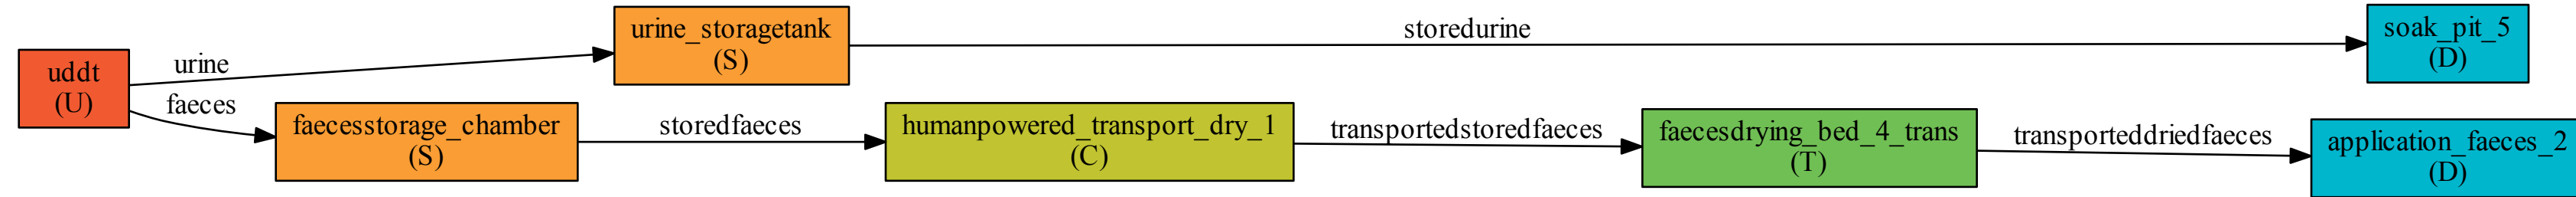 uddt
(U)
urine
faeces
urine_storagetank
(S)
storedurine
soak_pit_5
(D)
faecesstorage_chamber
(S)
storedfaeces
humanpowered_transport_dry_1
(C)
transportedstoredfaeces
faecesdrying_bed_4_trans
(T)
transporteddriedfaeces
application_faeces_2
(D)